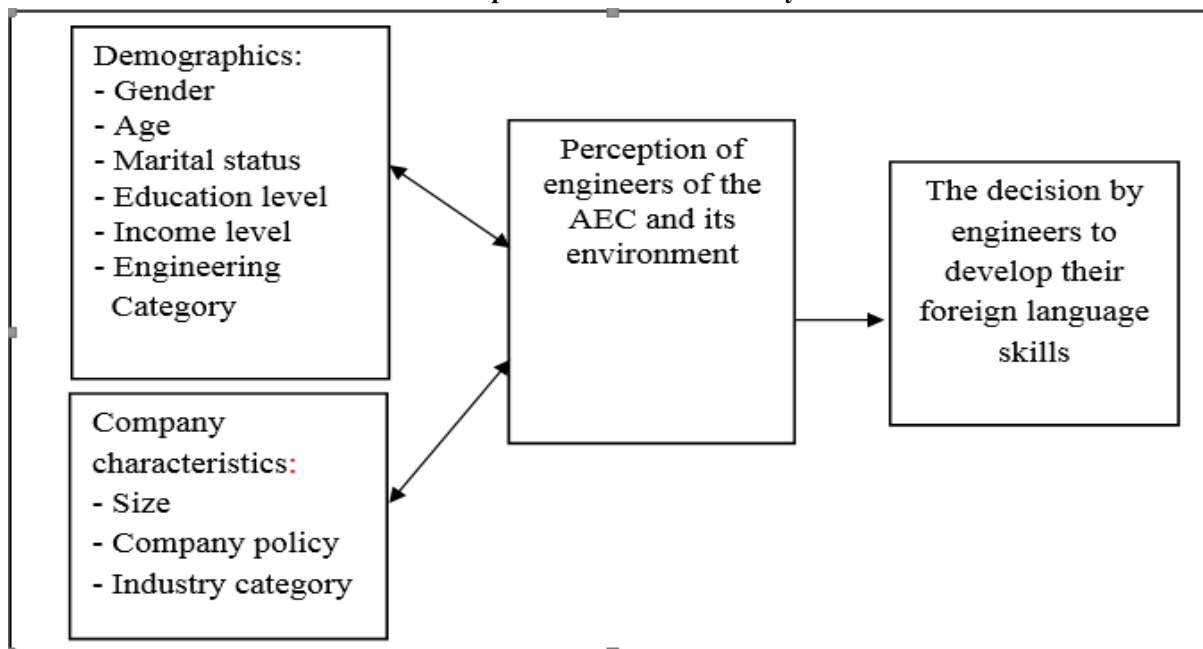 Demographics:
- Gender
- Age
- Marital status
- Education level
- Income level
- Engineering
Category
Company
characteristics:
- Size
- Company policy
- Industry category
Perception of
engineers of the
AEC and its
environment
The decision by
engineers to
develop their
foreign language
skills